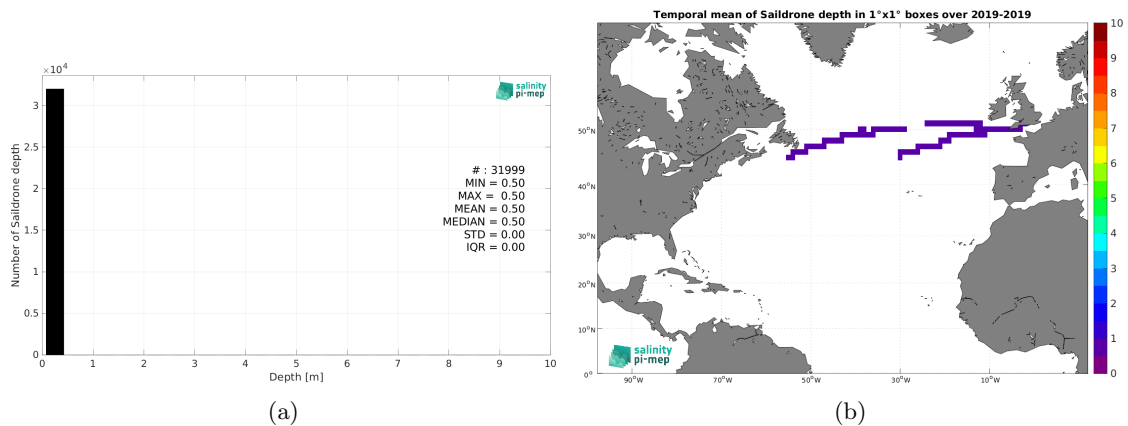 ×10⁴
3
2.5
2
1.5
1
0.5
0
Number of Saildrone depth
salinity
pi-mep
# : 31999
MIN = 0.50
MAX = 0.50
MEAN = 0.50
MEDIAN = 0.50
STD = 0.00
IQR = 0.00
0 1 2 3 4 5 6 7 8 9 10
Depth [m]
(a)
Temporal mean of Saildrone depth in 1°x1° boxes over 2019-2019
50°N
40°N
30°N
20°N
10°N
0°
90°W 70°W 50°W 30°W 10°W
salinity
pi-mep
10
9
8
7
6
5
4
3
2
1
0
(b)